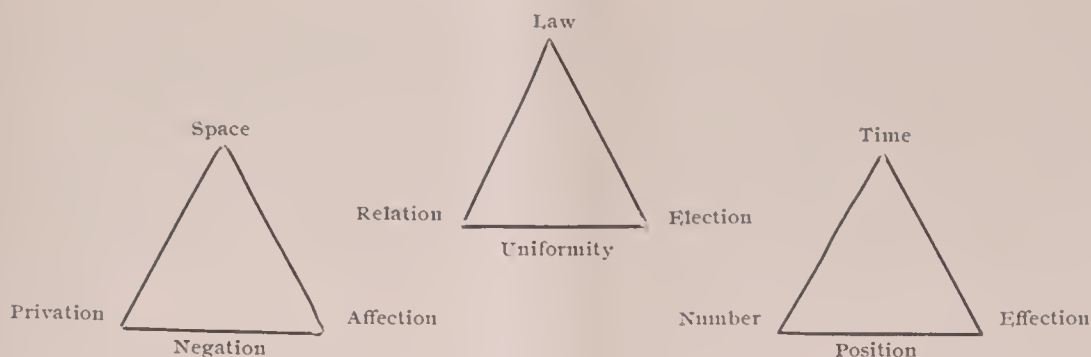 Law
Space
Time
Relation
Election
Uniformity
Privation
Affection
Negation
Number
Effection
Position